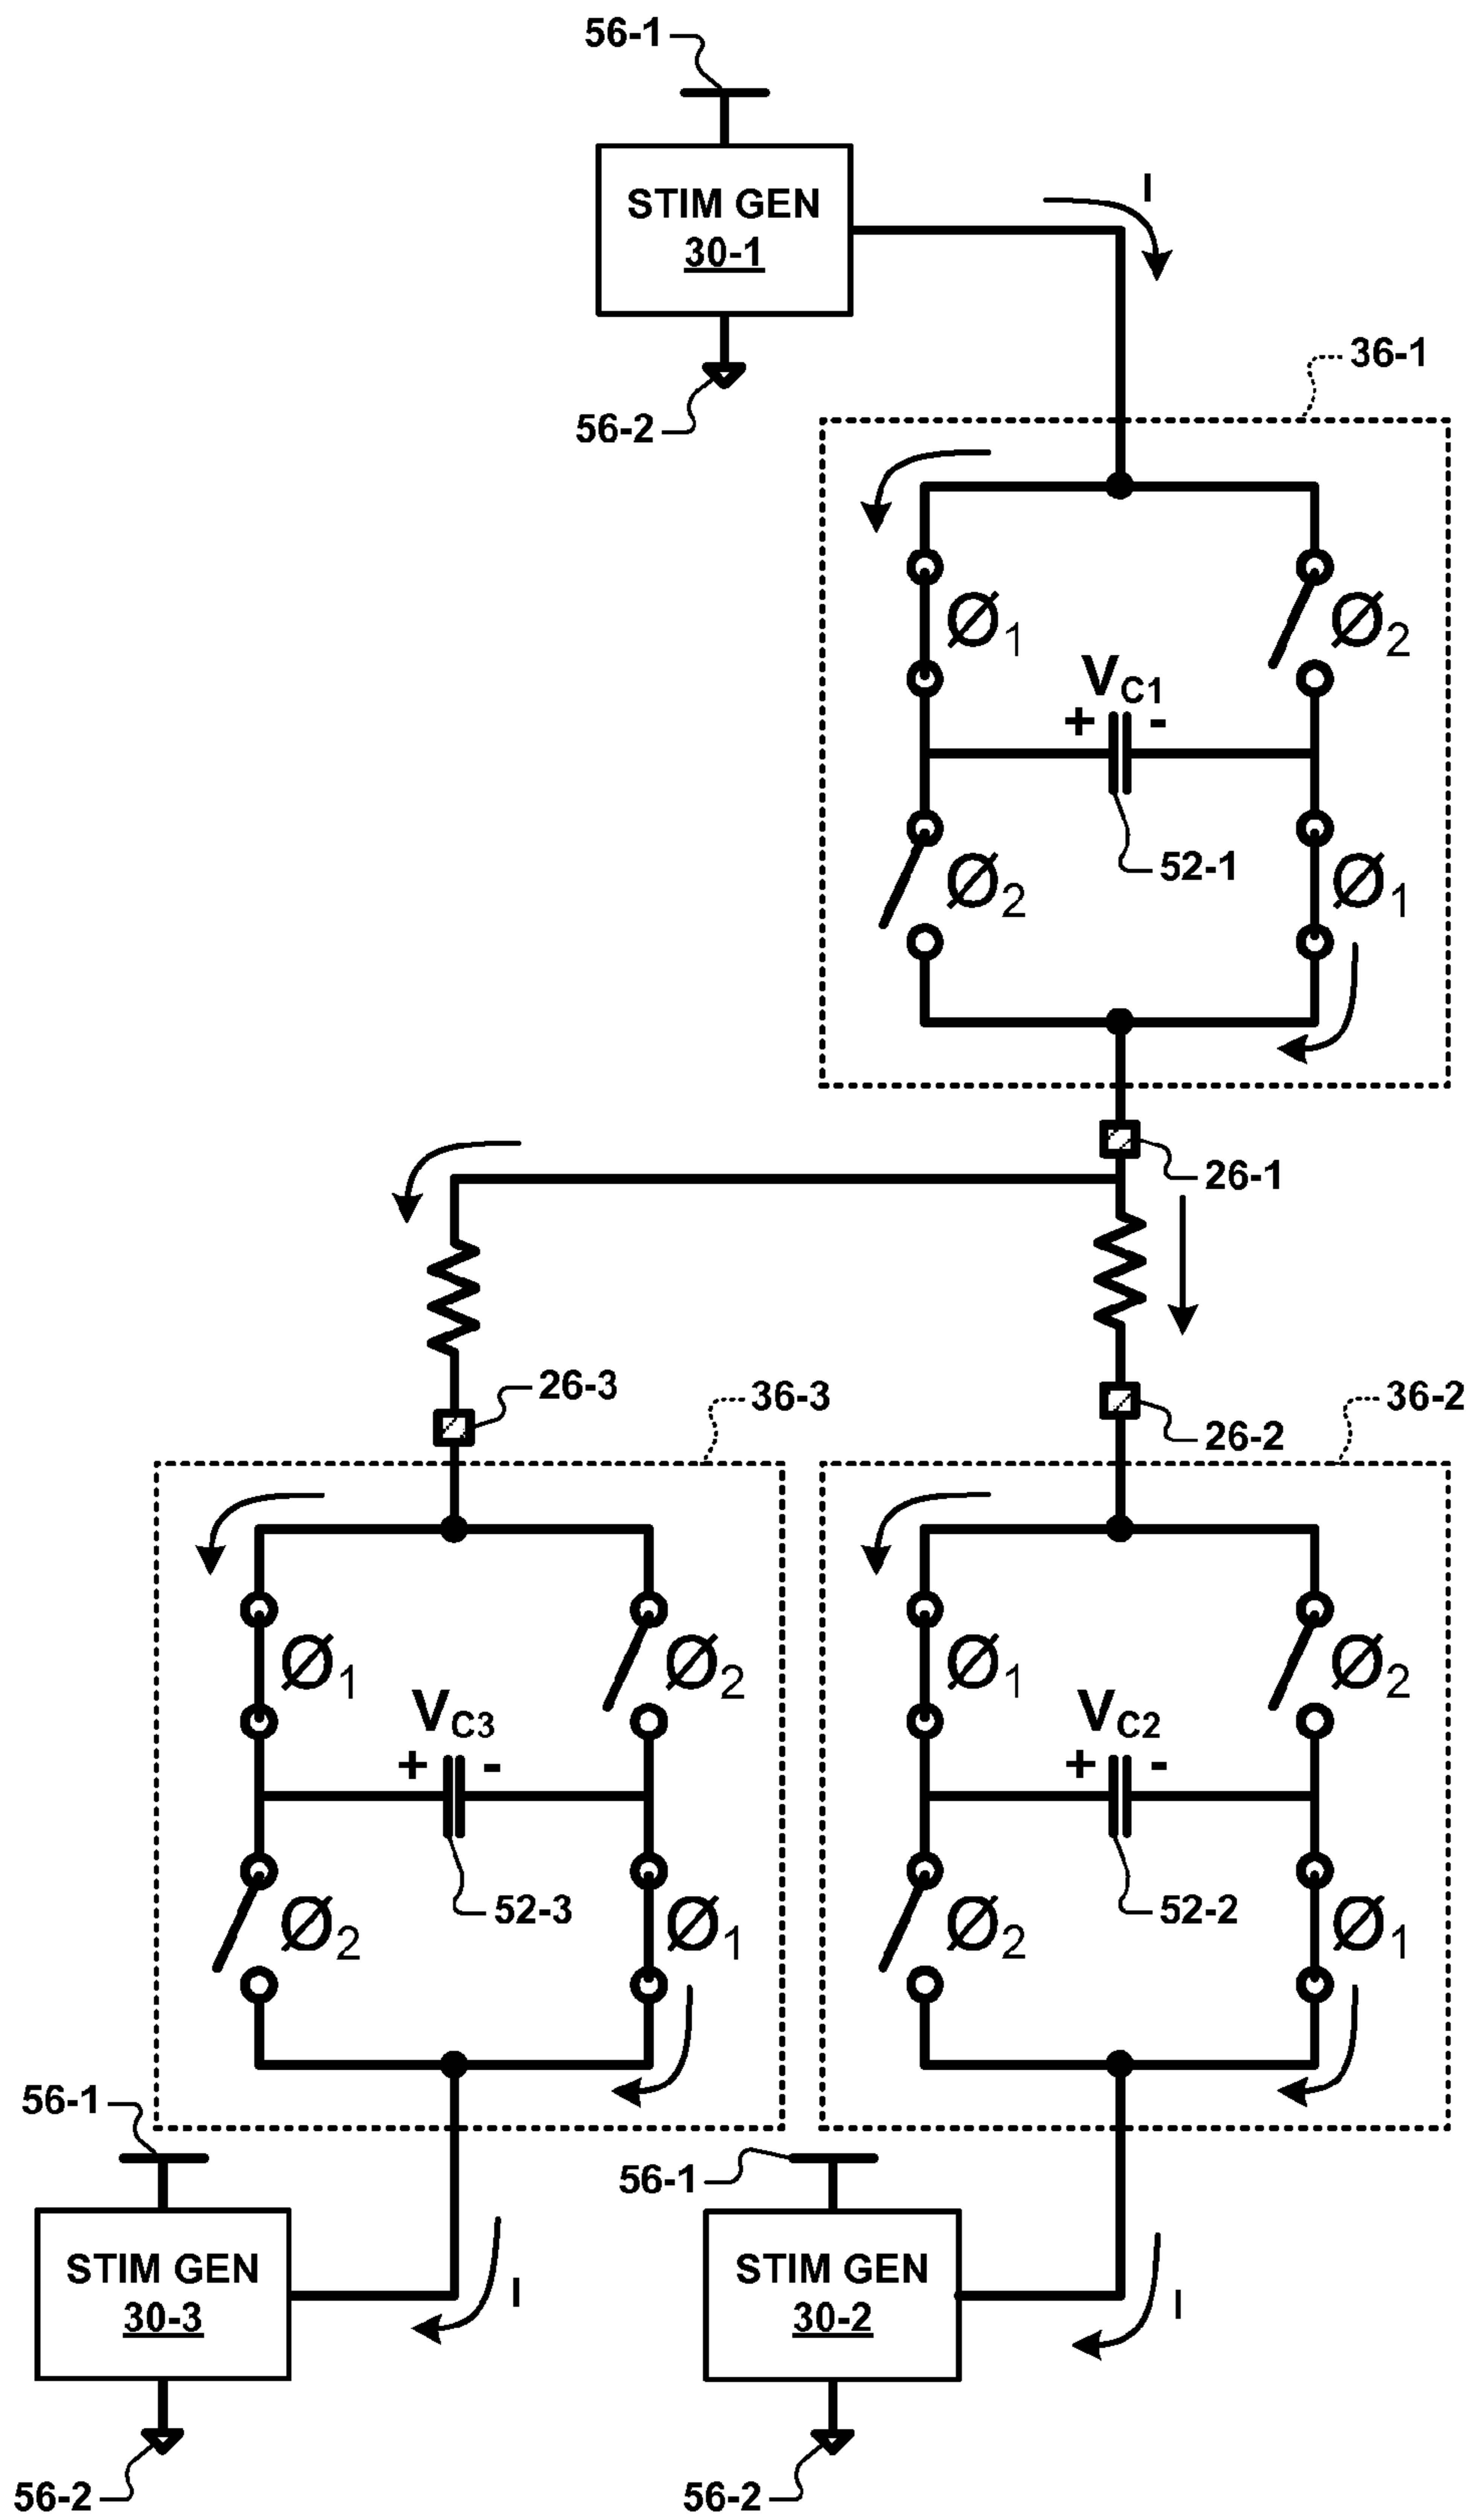 56-1
STIM GEN
30-1
I
56-2
36-1
Ø1
Ø2
VC1
+ -
52-1
Ø2
Ø1
26-1
26-3
36-3
36-2
26-2
Ø1
Ø2
Ø1
Ø2
VC3
VC2
+ -
+ -
52-3
52-2
Ø2
Ø1
Ø2
Ø1
56-1
56-1
STIM GEN
30-3
I
STIM GEN
30-2
I
56-2
56-2